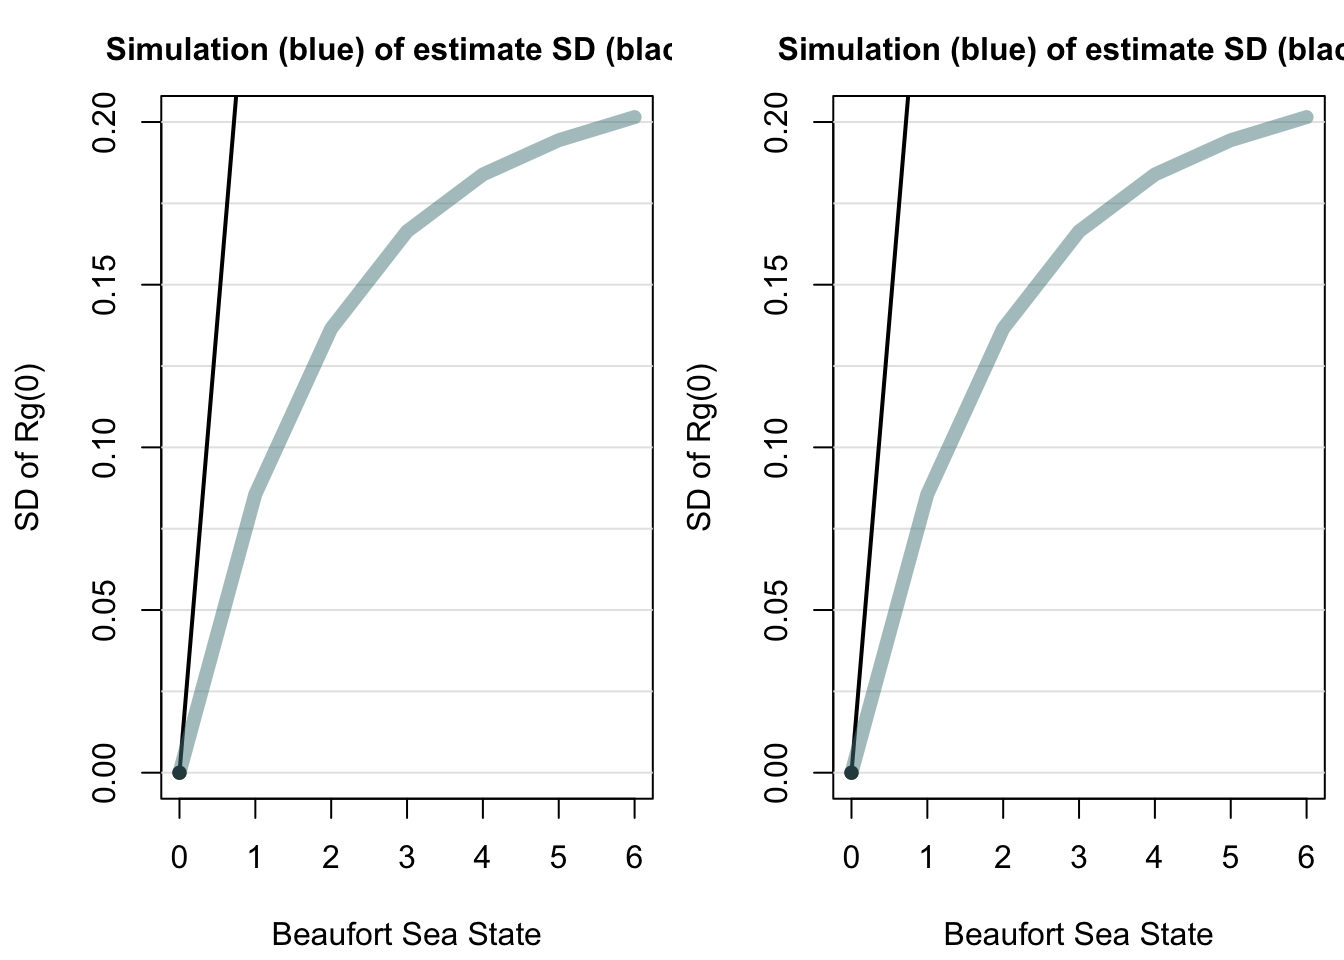 Simulation (blue) of estimate SD (blac
SD of Rg(0)
0.20
0.15
0.10
0.05
0.00
0 1 2 3 4 5 6
Beaufort Sea State
Simulation (blue) of estimate SD (blac
SD of Rg(0)
0.20
0.15
0.10
0.05
0.00
0 1 2 3 4 5 6
Beaufort Sea State